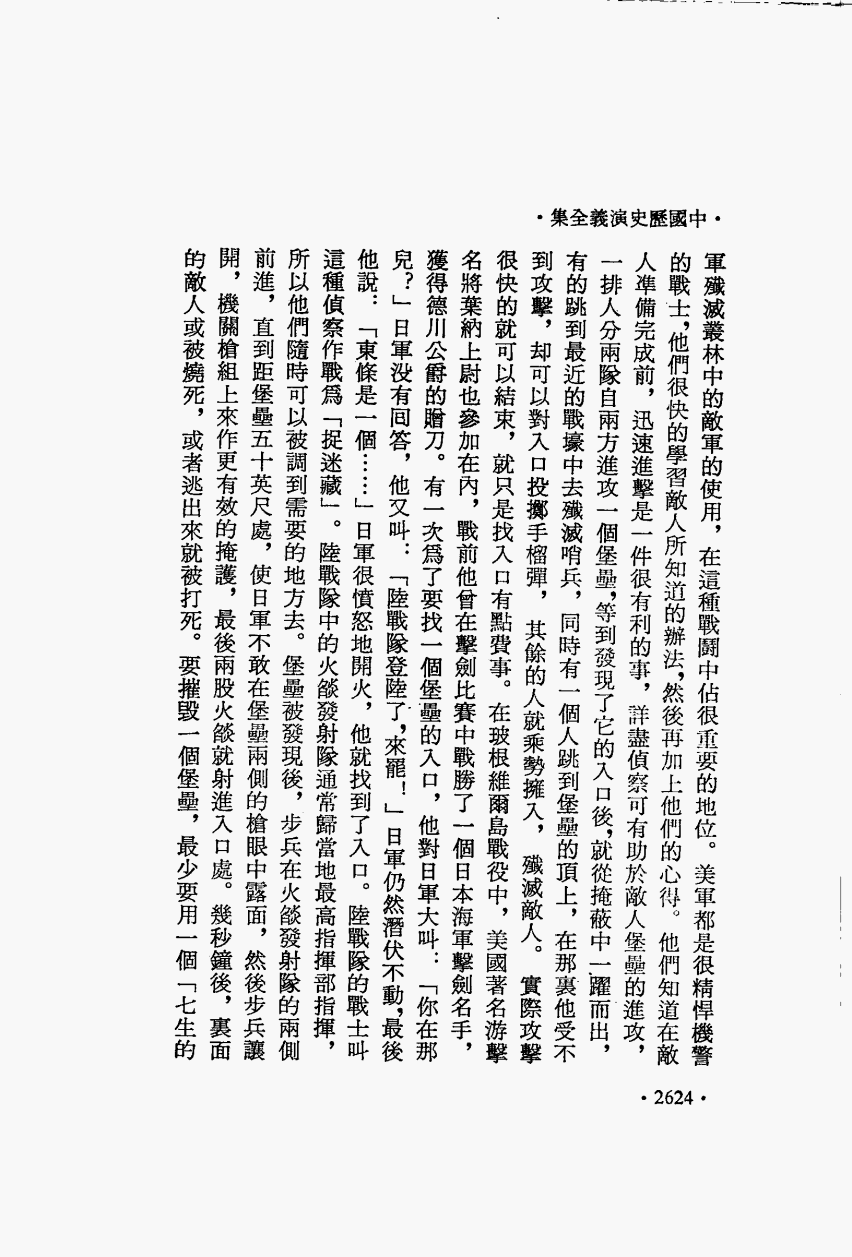 •中國歷史演義全集•
軍殲滅叢林中的敵軍的使用，在這種戰鬪中佔很重要的地位。美軍都是很精悍機警
的戰士，他們很快的學習敵人所知道的辦法，然後再加上他們的心得。他們知道在敵
人準備完成前，迅速進擊是一件很有利的事，詳盡偵察可有助於敵人堡壘的進攻，
一排人分兩隊自兩方進攻一個堡壘，等到發現了它的入口後，就從掩蔽中一躍而出，
有的跳到最近的戰壕中去殲滅哨兵，同時有一個人跳到堡壘的頂上，在那裏他受不
到攻擊，却可以對入口投擲手榴彈，其餘的人就乘勢擁入，殲滅敵人。實際攻擊
很快的就可以結束，就只是找入口有點費事。在玻根維爾島戰役中，美國著名游擊
名將葉納上尉也參加在內，戰前他曾在擊劍比賽中戰勝了一個日本海軍擊劍名手，
獲得德川公爵的贈刀。有一次爲了要找一個堡壘的入口，他對日軍大叫：「你在那
兒？」日軍没有囘答，他又叫：「陸戰隊登陸了，來罷！」日軍仍然潛伏不動，最後
他說：「東條是一個……」日軍很憤怒地開火，他就找到了入口。陸戰隊的戰士叫
這種偵察作戰爲「捉迷藏」。陸戰隊中的火燄發射隊通常歸當地最高指揮部指揮，
所以他們隨時可以被調到需要的地方去。堡壘被發現後，步兵在火燄發射隊的兩側
前進，直到距堡壘五十英尺處，使日軍不敢在堡壘兩側的槍眼中露面，然後步兵讓
開，機關槍組上來作更有效的掩護，最後兩股火燄就射進入口處。幾秒鐘後，裏面
的敵人或被燒死，或者逃出來就被打死。要摧毀一個堡壘，最少要用一個「七生的
•2624•